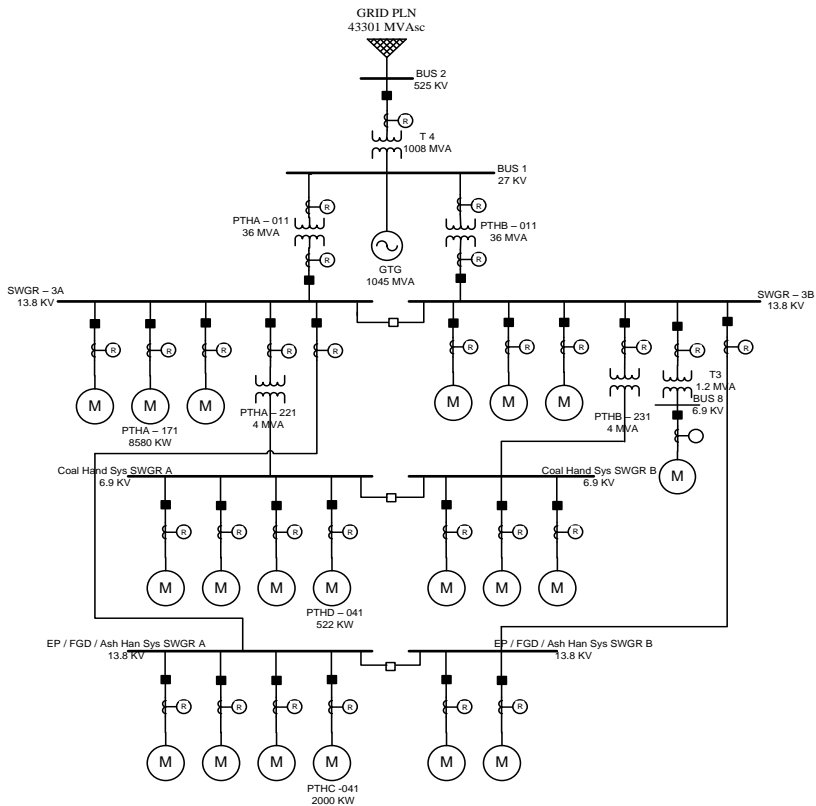 GRID PLN
43301 MVAsc
BUS 2
525 KV
R
T 4
1008 MVA
BUS 1
27 KV
R
R
PTHA – 011
36 MVA
PTHB – 011
36 MVA
R
R
GTG
1045 MVA
SWGR – 3A
13.8 KV
SWGR – 3B
13.8 KV
R
R
R
R
R
R
R
R
R
R
R
T3
1.2 MVA
BUS 8
6.9 KV
M
M
M
M
M
M
PTHA – 221
4 MVA
PTHB – 231
4 MVA
PTHA – 171
8580 KW
M
Coal Hand Sys SWGR A
6.9 KV
Coal Hand Sys SWGR B
6.9 KV
R
R
R
R
R
R
R
M
M
M
M
M
M
M
PTHD – 041
522 KW
EP / FGD / Ash Han Sys SWGR A
13.8 KV
EP / FGD / Ash Han Sys SWGR B
13.8 KV
R
R
R
R
R
R
M
M
M
M
M
M
PTHC -041
2000 KW